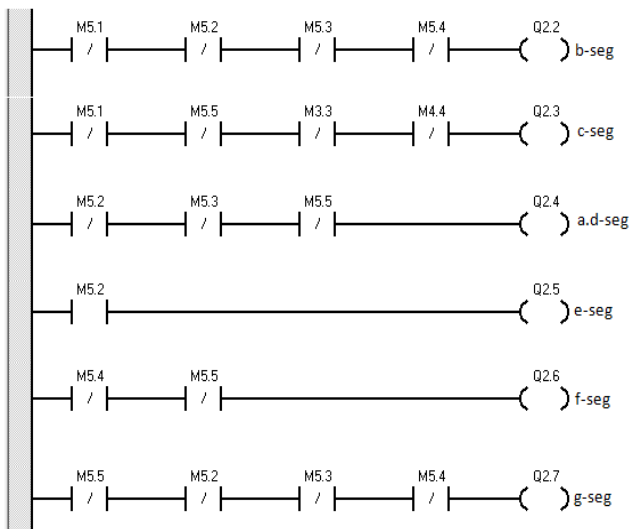 M5.1 M5.2 M5.3 M5.4 Q2.2
/ / / / b-seg
M5.1 M5.5 M3.3 M4.4 Q2.3
/ / / / c-seg
M5.2 M5.3 M5.5 Q2.4
/ / / a.d-seg
M5.2 Q2.5
e-seg
M5.4 M5.5 Q2.6
/ / f-seg
M5.5 M5.2 M5.3 M5.4 Q2.7
/ / / / g-seg